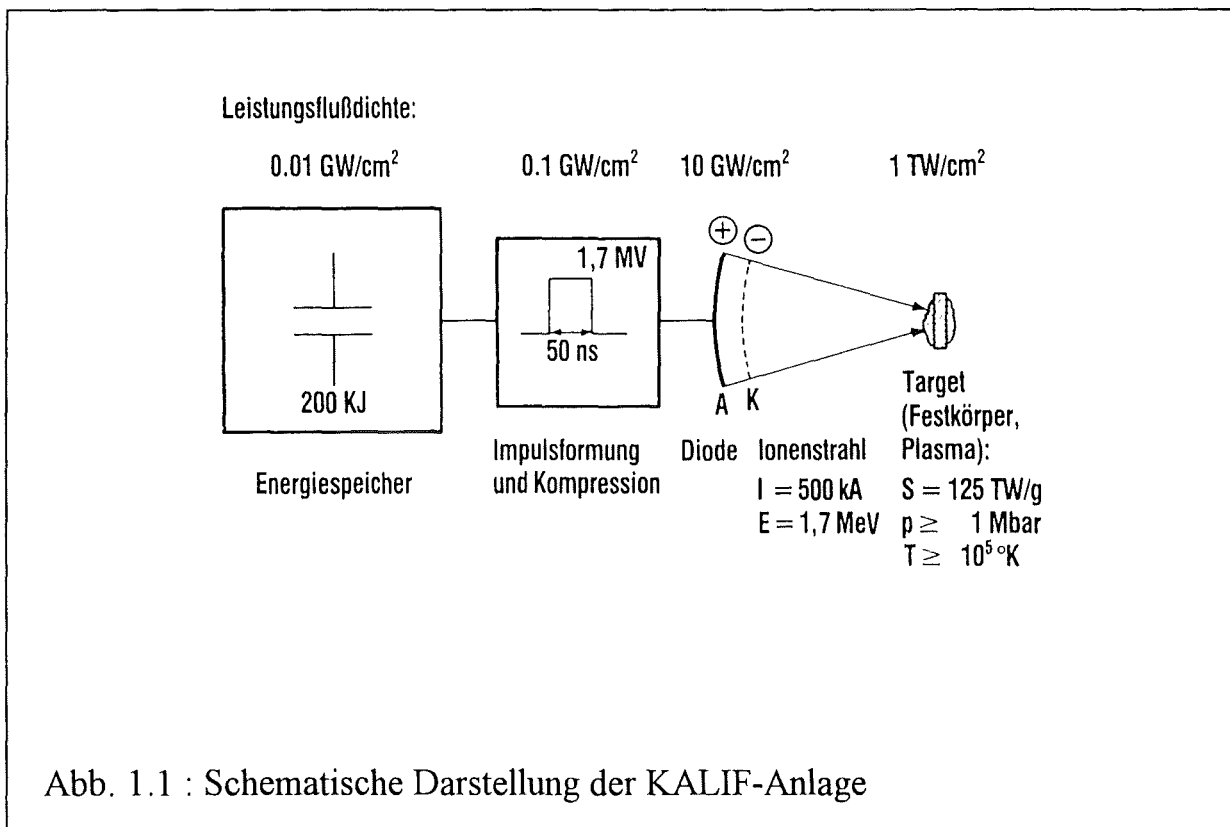 Leistungsflußdichte:
0.01 GW/cm²
0.1 GW/cm²
10 GW/cm²
1 TW/cm²
200 KJ
Energiespeicher
1,7 MV
50 ns
Impulsformung
und Kompression
+ −
A K
Diode
Ionenstrahl
I = 500 kA
E = 1,7 MeV
Target
(Festkörper,
Plasma):
S = 125 TW/g
p ≥ 1 Mbar
T ≥ 10⁵ °K
Abb. 1.1 : Schematische Darstellung der KALIF-Anlage